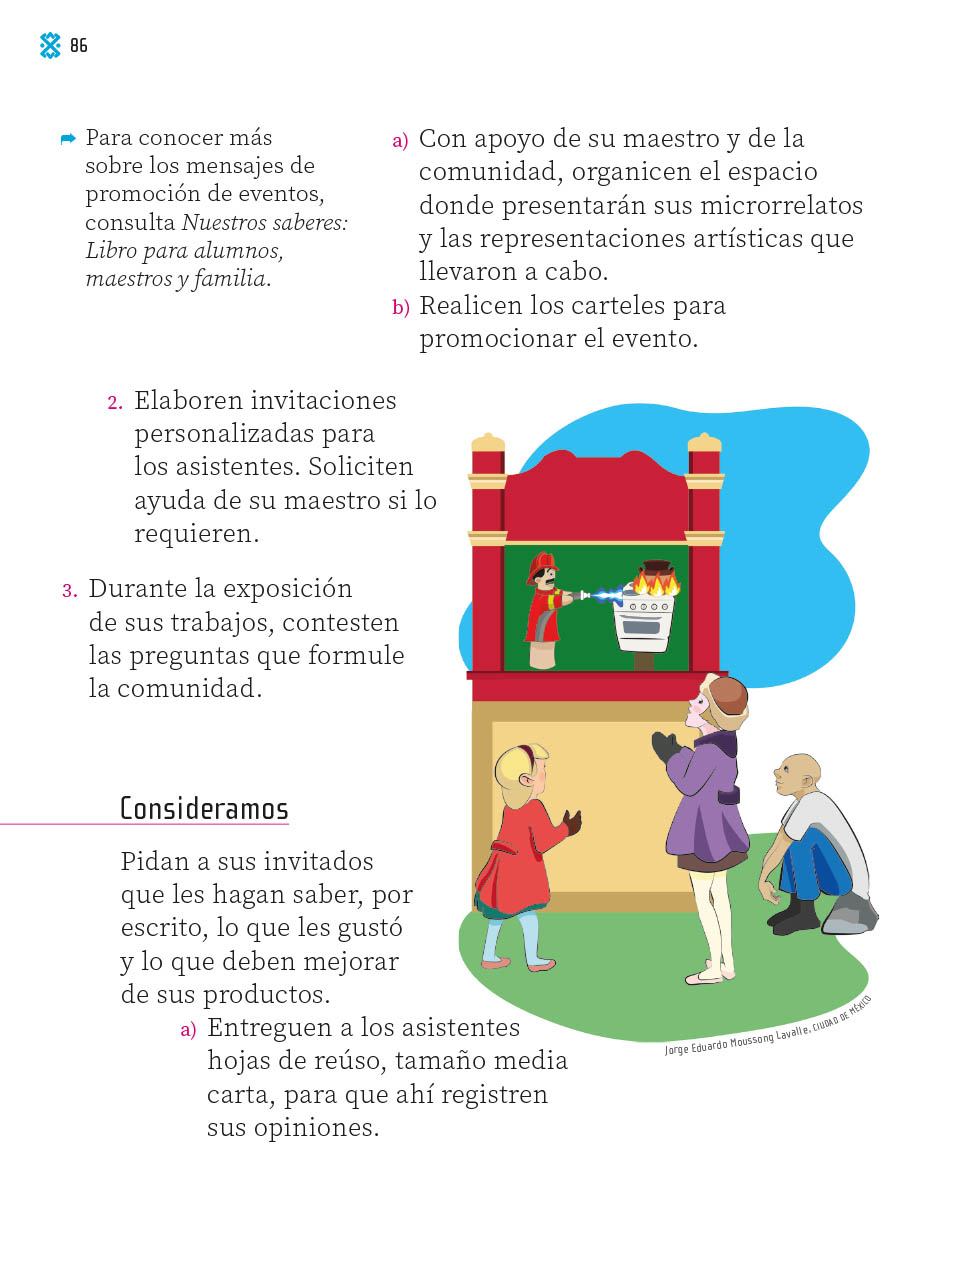 86
Para conocer más
sobre los mensajes de
promoción de eventos,
consulta Nuestros saberes:
Libro para alumnos,
maestros y familia.
a) Con apoyo de su maestro y de la
comunidad, organicen el espacio
donde presentarán sus microrrelatos
y las representaciones artísticas que
llevaron a cabo.
b) Realicen los carteles para
promocionar el evento.
2. Elaboren invitaciones
personalizadas para
los asistentes. Soliciten
ayuda de su maestro si lo
requieren.
3. Durante la exposición
de sus trabajos, contesten
las preguntas que formule
la comunidad.
Consideramos
Pidan a sus invitados
que les hagan saber, por
escrito, lo que les gustó
y lo que deben mejorar
de sus productos.
a) Entreguen a los asistentes
hojas de reúso, tamaño media
carta, para que ahí registren
sus opiniones.
Jorge Eduardo Moussong Lavalle, CIUDAD DE MÉXICO